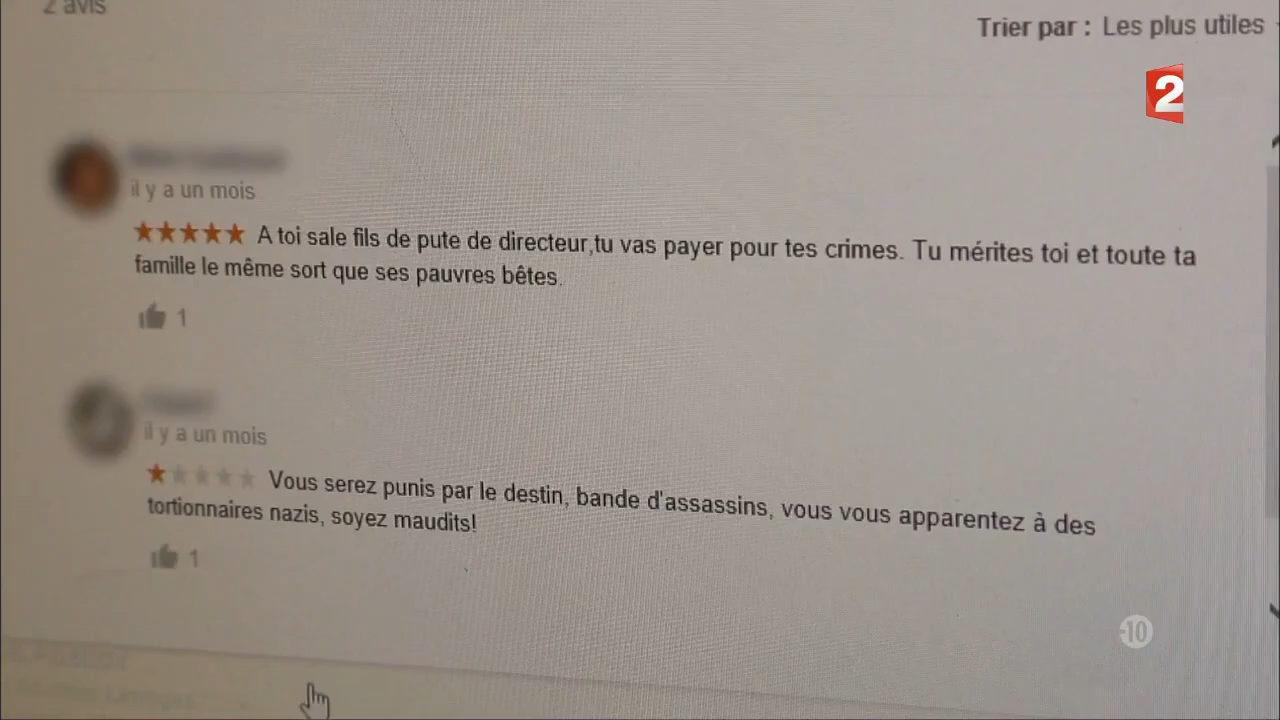 2 avis
Trier par : Les plus utiles
2
il y a un mois
A toi sale fils de pute de directeur,tu vas payer pour tes crimes. Tu mérites toi et toute ta
famille le même sort que ses pauvres bêtes.
1
il y a un mois
Vous serez punis par le destin, bande d'assassins, vous vous apparentez à des
tortionnaires nazis, soyez maudits!
1
-10